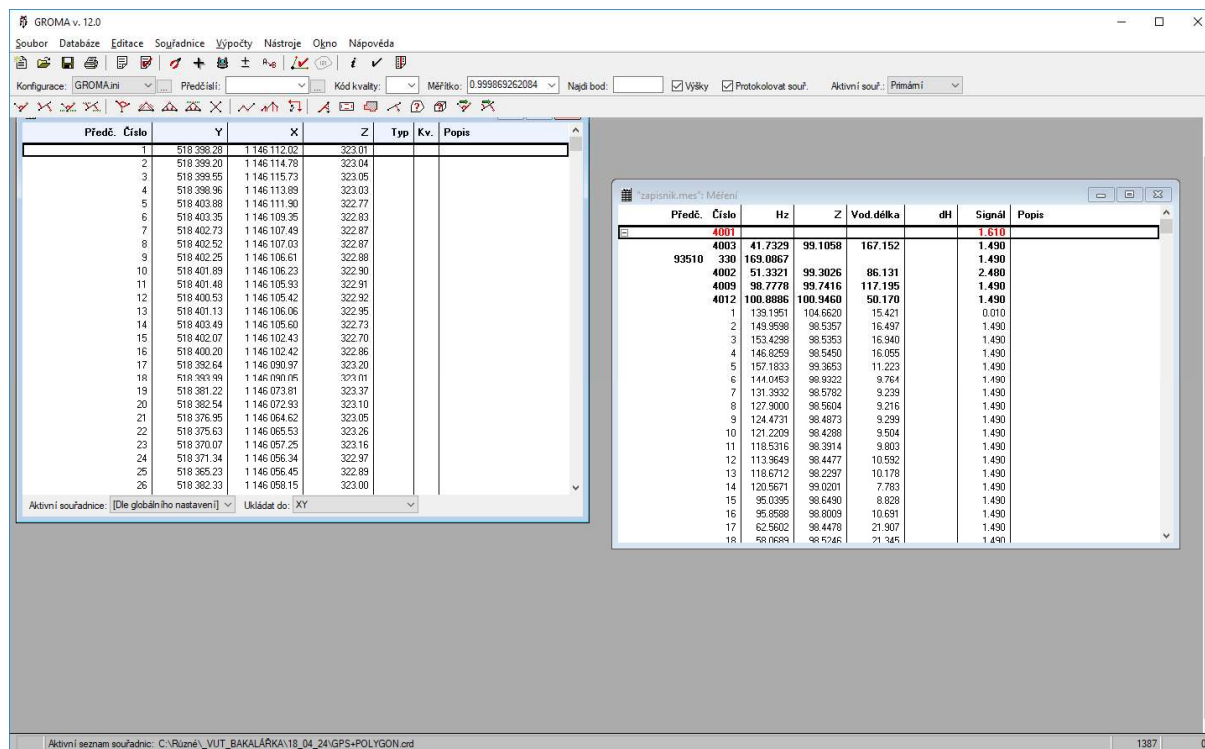 GROMA v. 12.0
Soubor Databáze Editace Souřadnice Výpočty Nástroje Okno Nápověda
Konfigurace: GROMA.ini ... Předčíslí: ... Kód kvality: Měřítko: 0.999869262084 Najdi bod: Výšky Protokolovat souř. Aktivní souř.: Primární
Předč. Číslo Y X Z Typ Kv. Popis
1 518 398.28 1 146 112.02 323.01
2 518 399.20 1 146 114.78 323.04
3 518 399.55 1 146 115.73 323.05
4 518 398.96 1 146 113.89 323.03
5 518 403.88 1 146 111.90 322.77
6 518 403.35 1 146 109.35 322.83
7 518 402.73 1 146 107.49 322.87
8 518 402.52 1 146 107.03 322.87
9 518 402.25 1 146 106.61 322.88
10 518 401.89 1 146 106.23 322.90
11 518 401.48 1 146 105.93 322.91
12 518 400.53 1 146 105.42 322.92
13 518 401.13 1 146 106.06 322.95
14 518 403.49 1 146 105.60 322.73
15 518 402.07 1 146 102.43 322.70
16 518 400.20 1 146 102.42 322.86
17 518 392.64 1 146 090.97 323.20
18 518 393.99 1 146 090.05 323.01
19 518 381.22 1 146 073.81 323.37
20 518 382.54 1 146 072.93 323.10
21 518 376.95 1 146 064.62 323.05
22 518 375.63 1 146 065.53 323.26
23 518 370.07 1 146 057.25 323.16
24 518 371.34 1 146 056.34 322.97
25 518 365.23 1 146 056.45 322.89
26 518 382.33 1 146 058.15 323.00
Aktivní souřadnice: [Dle globálního nastavení] Ukládat do: XY
"zapisnik.mes": Měření
Předč. Číslo Hz Z Vod.délka dH Signál Popis
4001 1.610
4003 41.7329 99.1058 167.152 1.490
93510 330 169.0867 1.490
4002 51.3321 99.3026 86.131 2.480
4009 98.7778 99.7416 117.195 1.490
4012 100.8886 100.9460 50.170 1.490
1 139.1951 104.6620 15.421 0.010
2 149.9598 98.5357 16.497 1.490
3 153.4298 98.5353 16.940 1.490
4 146.8259 98.5450 16.055 1.490
5 157.1833 99.3653 11.223 1.490
6 144.0453 98.9322 9.764 1.490
7 131.3932 98.5782 9.239 1.490
8 127.9000 98.5604 9.216 1.490
9 124.4731 98.4873 9.299 1.490
10 121.2209 98.4288 9.504 1.490
11 118.5316 98.3914 9.803 1.490
12 113.9649 98.4477 10.592 1.490
13 118.6712 98.2297 10.178 1.490
14 120.5671 99.0201 7.783 1.490
15 95.0395 98.6490 8.828 1.490
16 95.8588 98.8009 10.691 1.490
17 62.5602 98.4478 21.907 1.490
18 58.0689 98.5246 21.345 1.490
Aktivní seznam souřadnic: C:\Různé\_VUT_BAKALÁŘKA\18_04_24\GPS+POLYGON.crd 1387 0